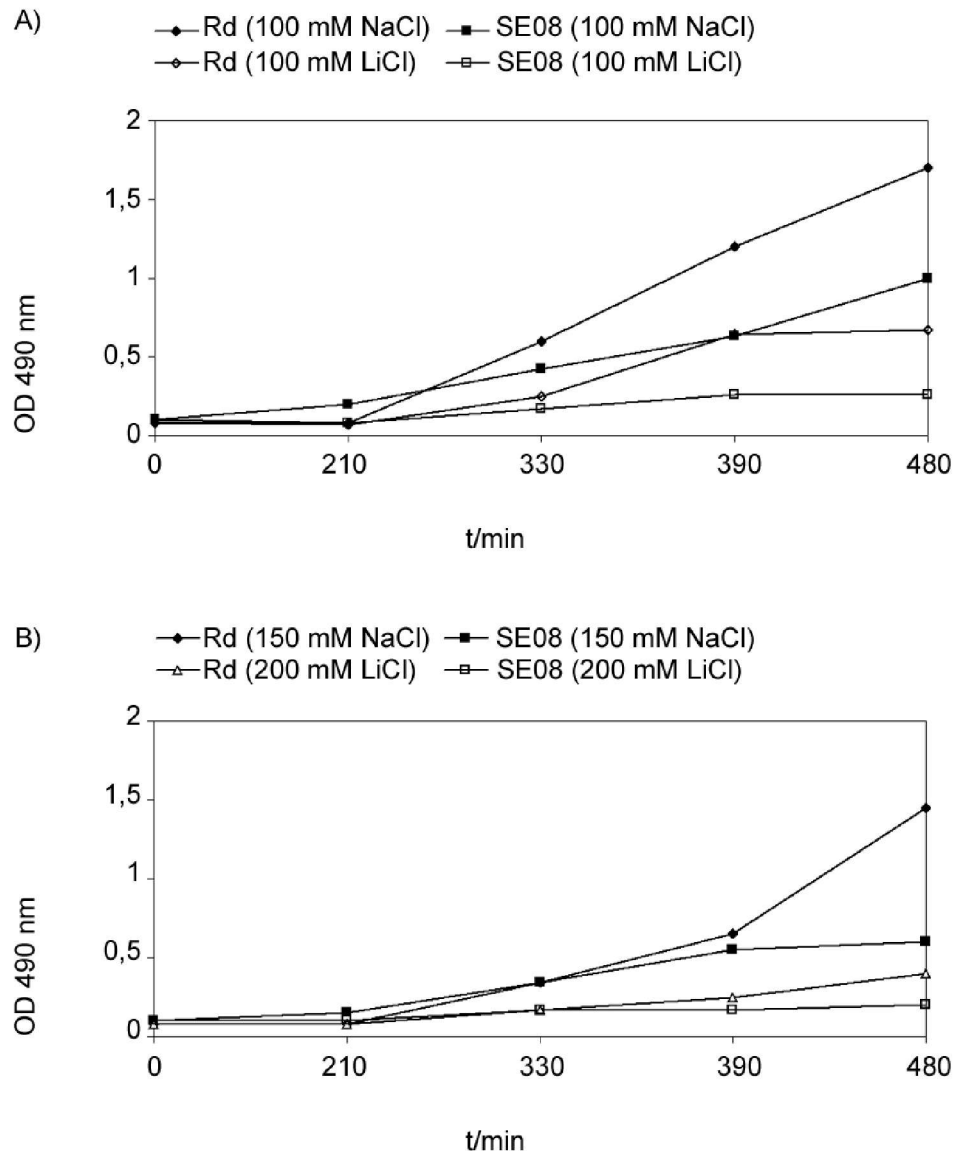 A)
Rd (100 mM NaCl) SE08 (100 mM NaCl)
Rd (100 mM LiCl) SE08 (100 mM LiCl)
2
1,5
1
0,5
0
OD 490 nm
0 210 330 390 480
t/min
B)
Rd (150 mM NaCl) SE08 (150 mM NaCl)
Rd (200 mM LiCl) SE08 (200 mM LiCl)
2
1,5
1
0,5
0
OD 490 nm
0 210 330 390 480
t/min